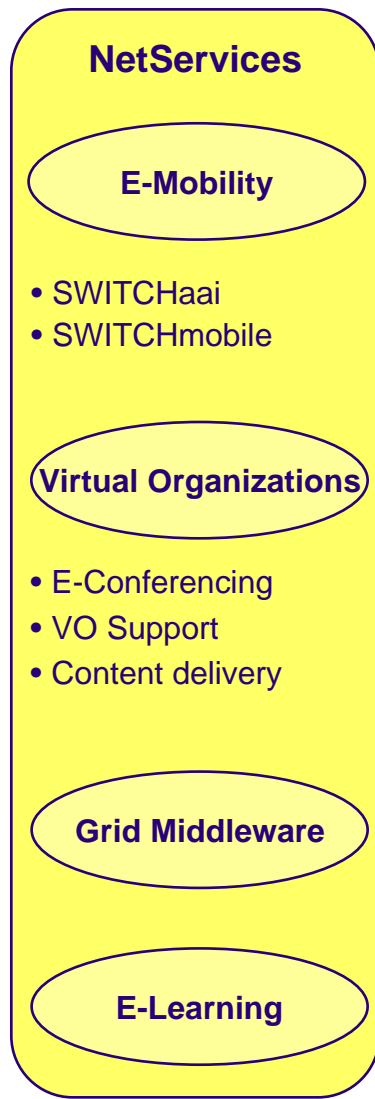 NetServices
E-Mobility
• SWITCHaai
• SWITCHmobile
Virtual Organizations
• E-Conferencing
• VO Support
• Content delivery
Grid Middleware
E-Learning